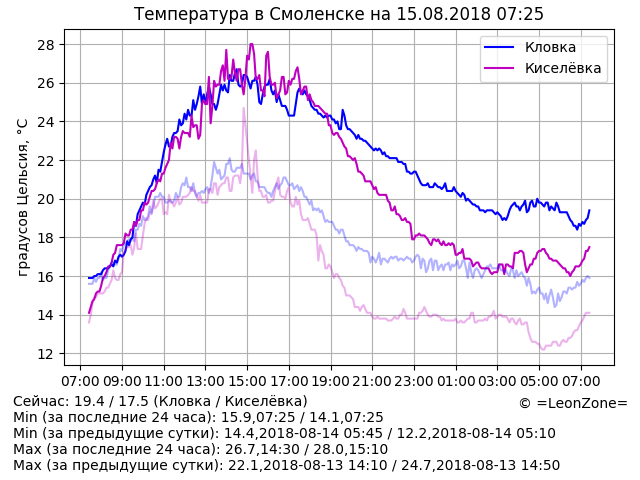 Температура в Смоленске на 15.08.2018 07:25
Кловка
Киселёвка
градусов Цельсия, °C
28
26
24
22
20
18
16
14
12
07:00 09:00 11:00 13:00 15:00 17:00 19:00 21:00 23:00 01:00 03:00 05:00 07:00
Сейчас: 19.4 / 17.5 (Кловка / Киселёвка)
© =LeonZone=
Min (за последние 24 часа): 15.9,07:25 / 14.1,07:25
Min (за предыдущие сутки): 14.4,2018-08-14 05:45 / 12.2,2018-08-14 05:10
Max (за последние 24 часа): 26.7,14:30 / 28.0,15:10
Max (за предыдущие сутки): 22.1,2018-08-13 14:10 / 24.7,2018-08-13 14:50